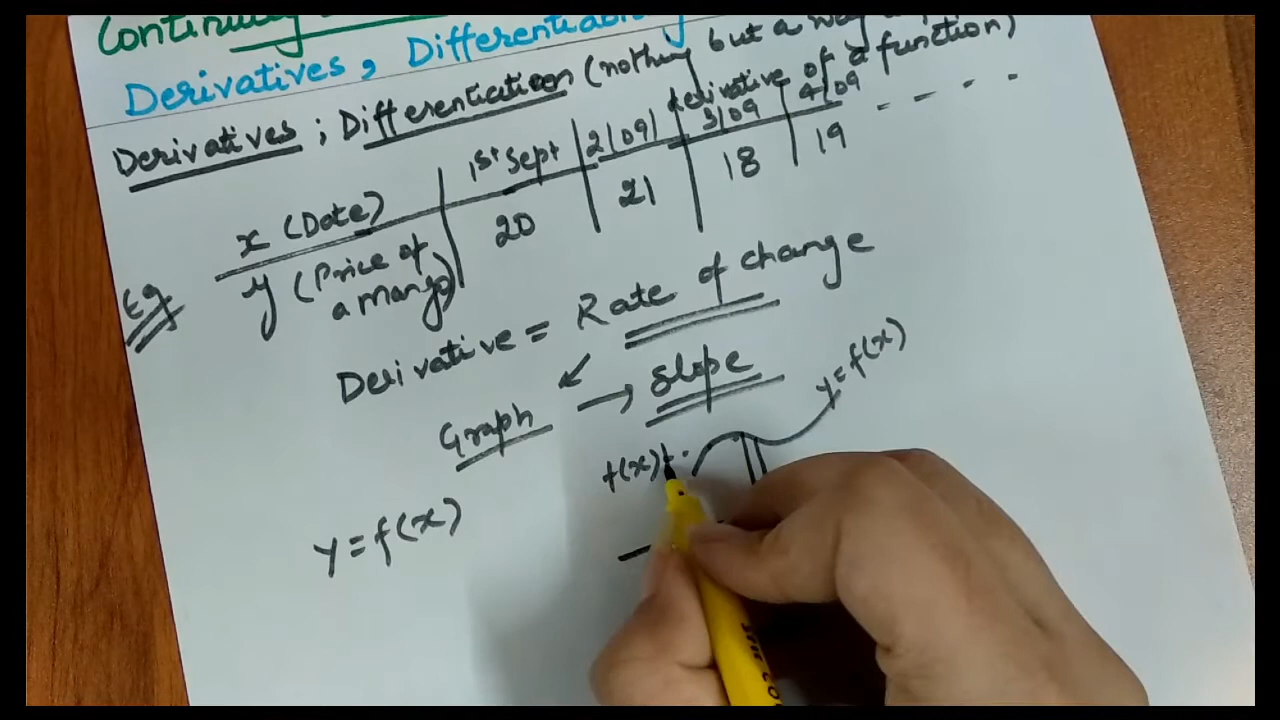 Continuity
Derivatives, Differentiability
Derivatives ; Differentiation (nothing but a way
derivative of a function)
x (Date) 1st Sept 2/09 3/09 4/09 - - - -
Eg y (Price of a Mango) 20 21 18 19
Derivative = Rate of change
Graph → Slope
y = f(x)
f(x)
y = f(x)